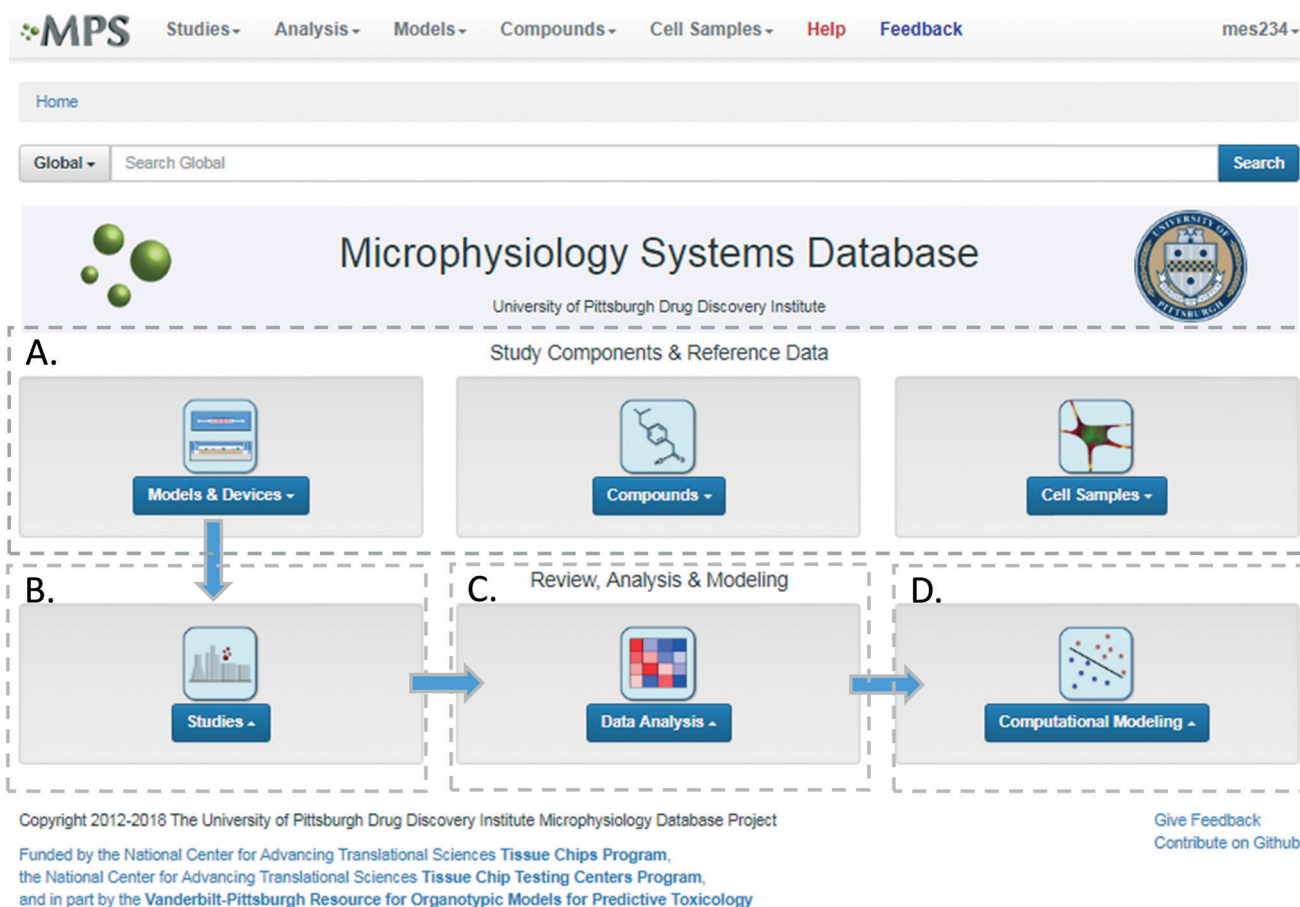 MPS Studies Analysis Models Compounds Cell Samples Help Feedback mes234
Home
Global Search Global Search
Microphysiology Systems Database
University of Pittsburgh Drug Discovery Institute
UNIVERSITY OF PITTSBURGH
A. Study Components & Reference Data
Models & Devices Compounds Cell Samples
B. C. Review, Analysis & Modeling D.
Studies Data Analysis Computational Modeling
Copyright 2012-2018 The University of Pittsburgh Drug Discovery Institute Microphysiology Database Project
Give Feedback
Contribute on Github
Funded by the National Center for Advancing Translational Sciences Tissue Chips Program,
the National Center for Advancing Translational Sciences Tissue Chip Testing Centers Program,
and in part by the Vanderbilt-Pittsburgh Resource for Organotypic Models for Predictive Toxicology